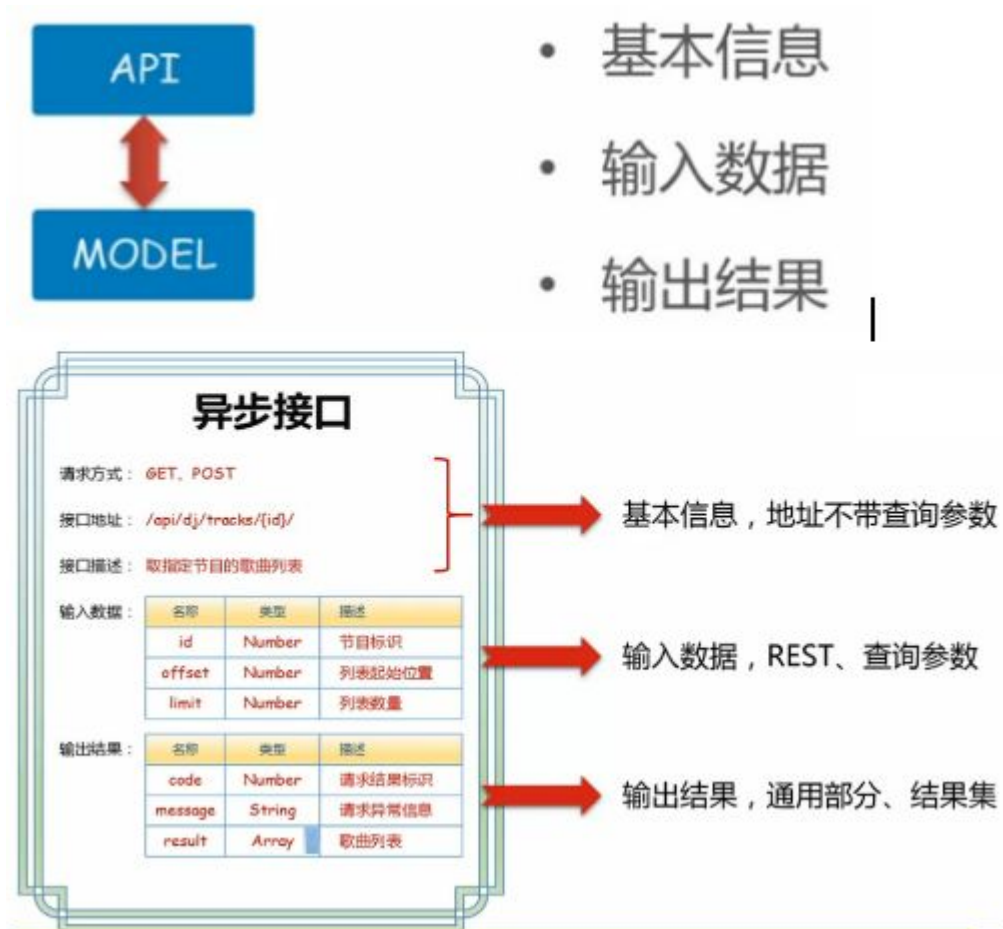 API
MODEL
• 基本信息
• 输入数据
• 输出结果
异步接口
请求方式： GET、POST
接口地址： /api/dj/tracks/{id}/
接口描述： 取指定节目的歌曲列表
基本信息，地址不带查询参数
输入数据：
名称 类型 描述
id Number 节目标识
offset Number 列表起始位置
limit Number 列表数量
输入数据，REST、查询参数
输出结果：
名称 类型 描述
code Number 请求结果标识
message String 请求异常信息
result Array 歌曲列表
输出结果，通用部分、结果集